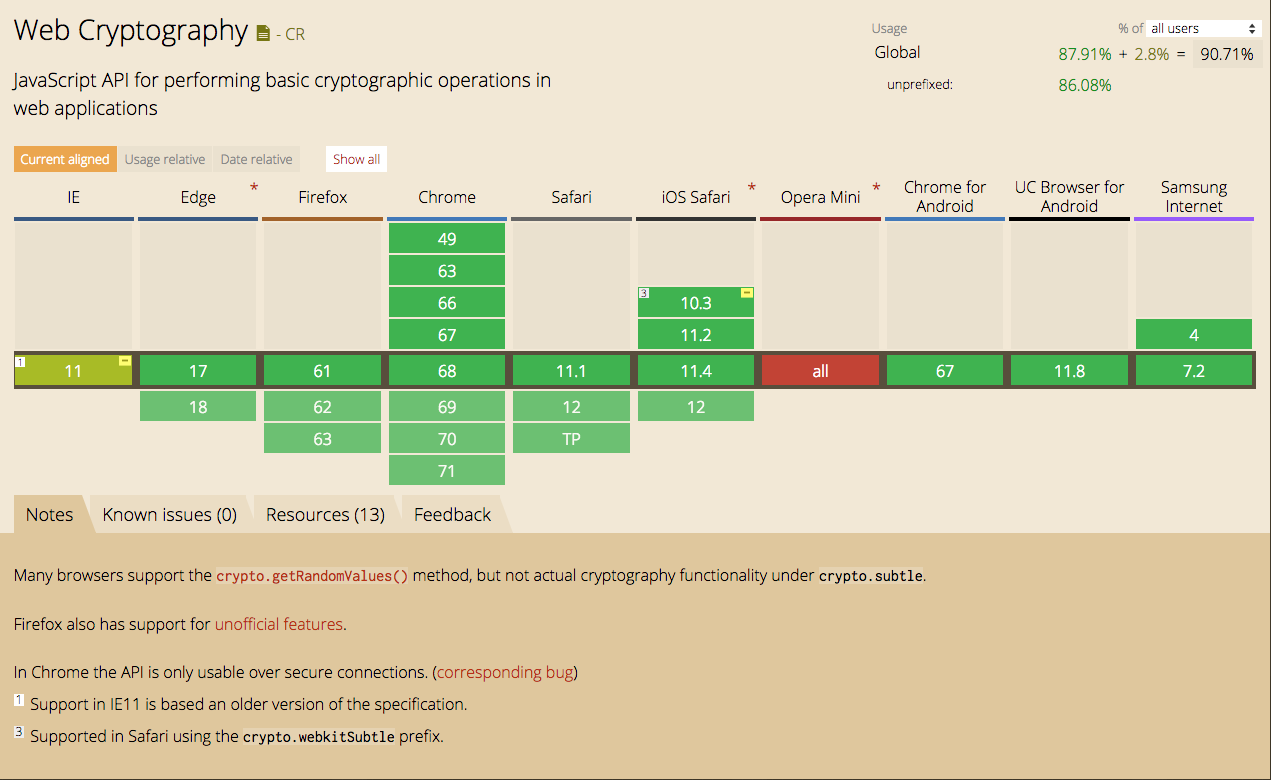 Web Cryptography - CR
JavaScript API for performing basic cryptographic operations in
web applications
Usage % of all users
Global 87.91% + 2.8% = 90.71%
unprefixed: 86.08%
Current aligned Usage relative Date relative Show all
IE Edge * Firefox Chrome Safari iOS Safari * Opera Mini * Chrome for Android UC Browser for Android Samsung Internet
49
63
66 3 10.3 -
67 11.2 4
1 11 - 17 61 68 11.1 11.4 all 67 11.8 7.2
18 62 69 12 12
63 70 TP
71
Notes Known issues (0) Resources (13) Feedback
Many browsers support the crypto.getRandomValues() method, but not actual cryptography functionality under crypto.subtle.
Firefox also has support for unofficial features.
In Chrome the API is only usable over secure connections. (corresponding bug)
1 Support in IE11 is based an older version of the specification.
3 Supported in Safari using the crypto.webkitSubtle prefix.